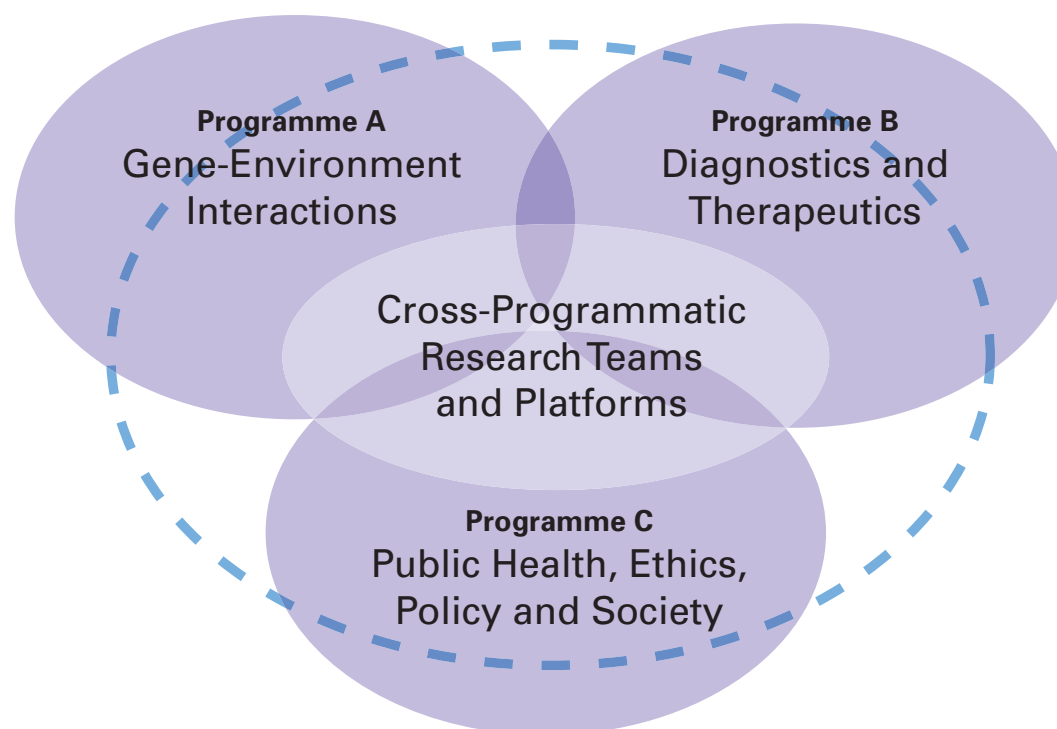 Programme A
Gene-Environment
Interactions
Programme B
Diagnostics and
Therapeutics
Cross-Programmatic
Research Teams
and Platforms
Programme C
Public Health, Ethics,
Policy and Society